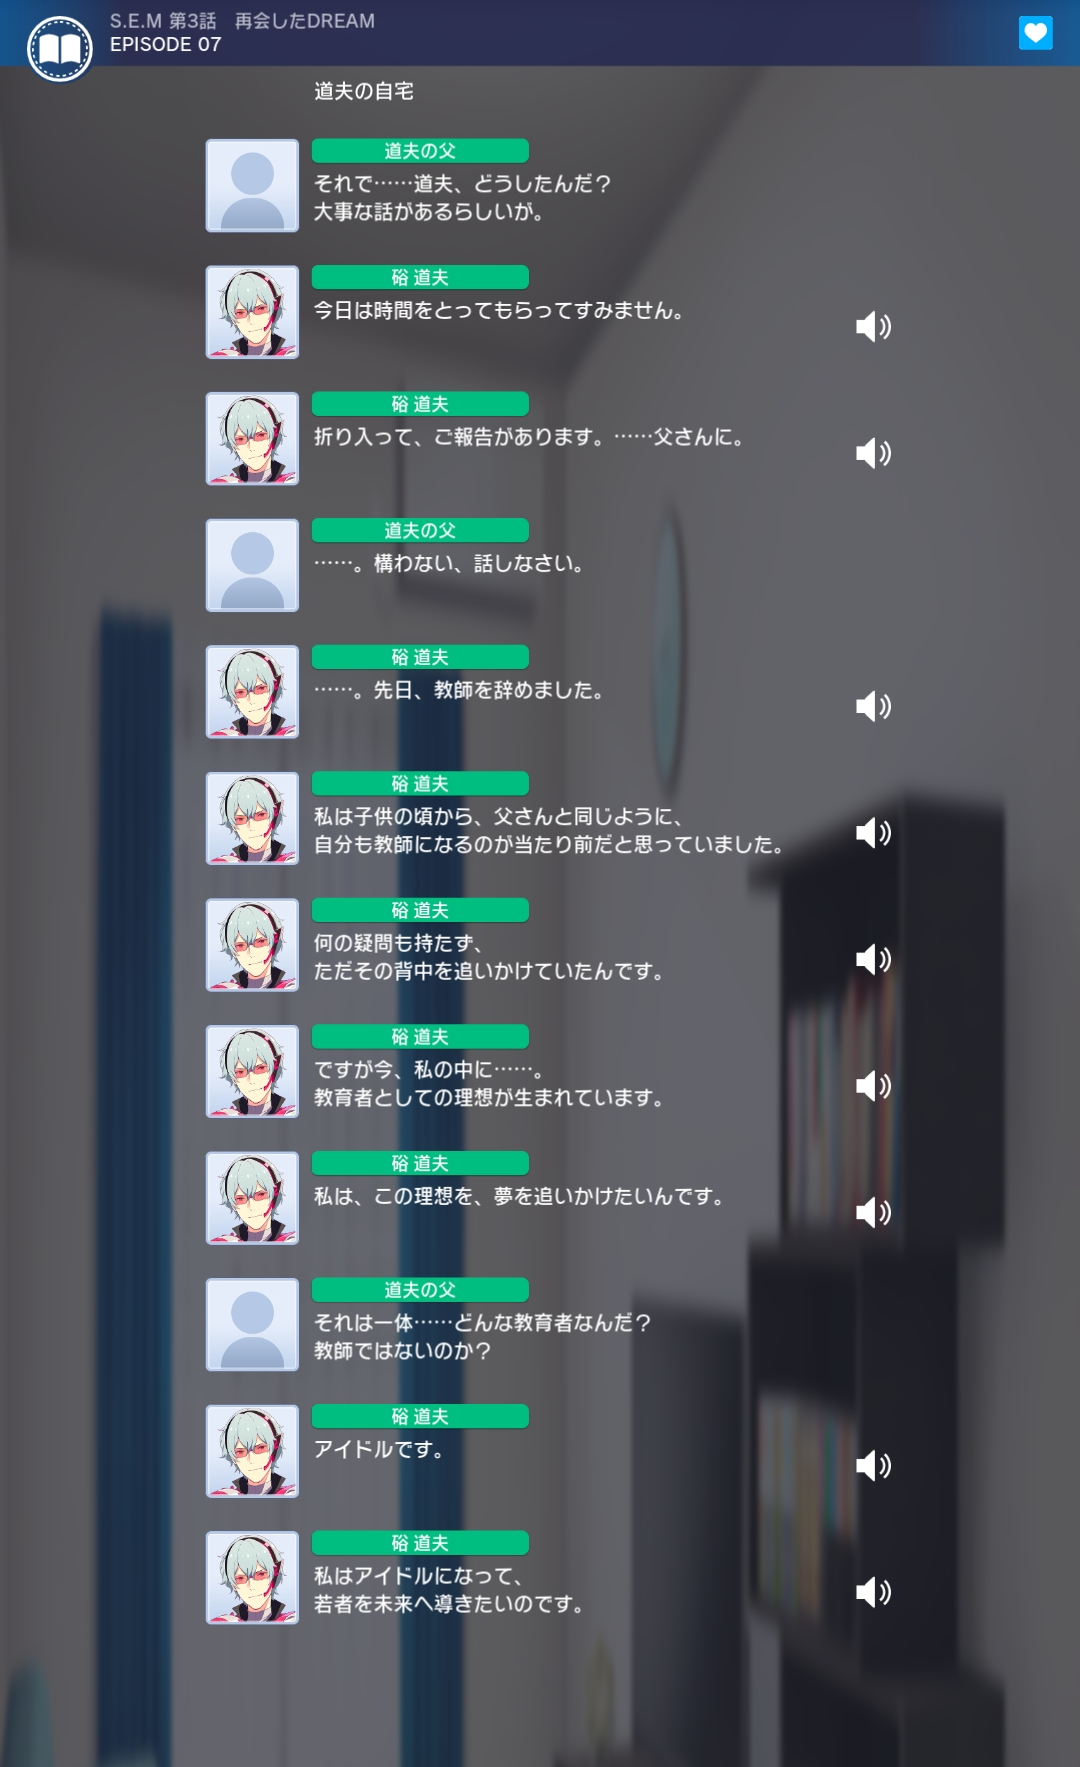 S.E.M 第3話　再会したDREAM
EPISODE 07
道夫の自宅
道夫の父
それで……道夫、どうしたんだ？
大事な話があるらしいが。
硲 道夫
今日は時間をとってもらってすみません。
硲 道夫
折り入って、ご報告があります。……父さんに。
道夫の父
……。構わない、話しなさい。
硲 道夫
……。先日、教師を辞めました。
硲 道夫
私は子供の頃から、父さんと同じように、
自分も教師になるのが当たり前だと思っていました。
硲 道夫
何の疑問も持たず、
ただその背中を追いかけていたんです。
硲 道夫
ですが今、私の中に……。
教育者としての理想が生まれています。
硲 道夫
私は、この理想を、夢を追いかけたいんです。
道夫の父
それは一体……どんな教育者なんだ？
教師ではないのか？
硲 道夫
アイドルです。
硲 道夫
私はアイドルになって、
若者を未来へ導きたいのです。